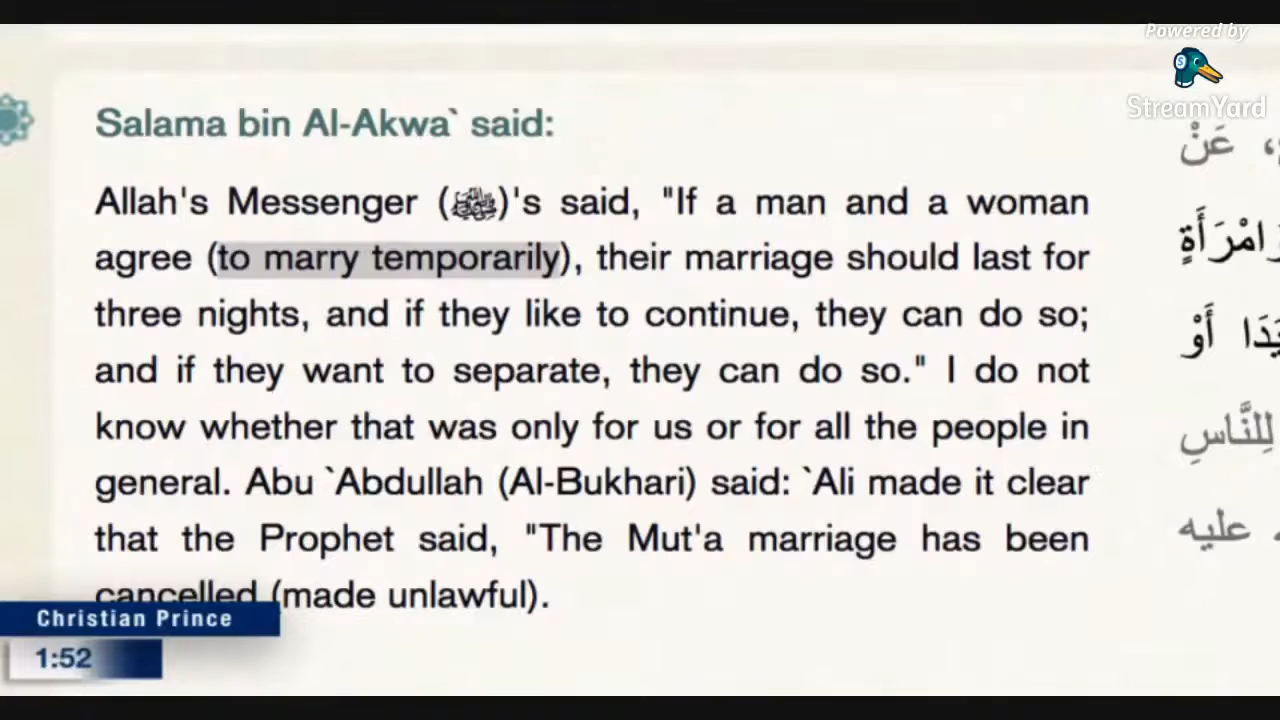 Powered by
StreamYard
Salama bin Al-Akwa` said:
Allah's Messenger (ﷺ)'s said, "If a man and a woman
agree (to marry temporarily), their marriage should last for
three nights, and if they like to continue, they can do so;
and if they want to separate, they can do so." I do not
know whether that was only for us or for all the people in
general. Abu `Abdullah (Al-Bukhari) said: `Ali made it clear
that the Prophet said, "The Mut'a marriage has been
cancelled (made unlawful).
عَنْ
أَوْ
لِلنَّاسِ
عليه
Christian Prince
1:52